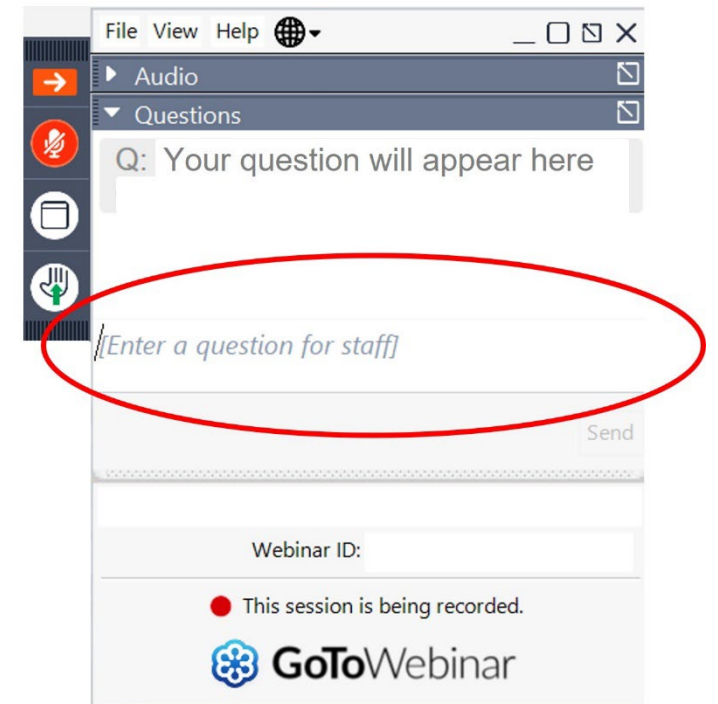 File View Help
Audio
Questions
Q: Your question will appear here
[Enter a question for staff]
Send
Webinar ID:
This session is being recorded.
GoToWebinar